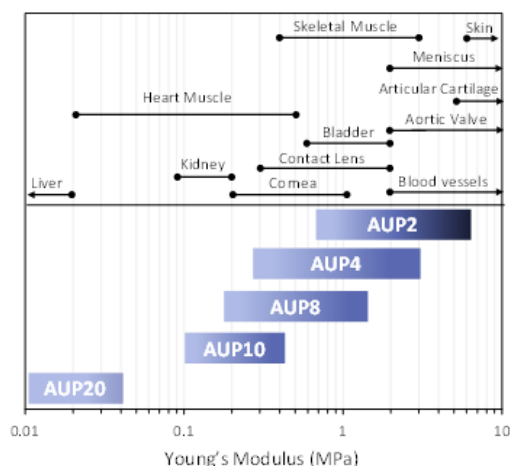 Skeletal Muscle
Skin
Meniscus
Articular Cartilage
Heart Muscle
Aortic Valve
Bladder
Contact Lens
Kidney
Liver
Cornea
Blood vessels
AUP2
AUP4
AUP8
AUP10
AUP20
0.01 0.1 1 10
Young's Modulus (MPa)